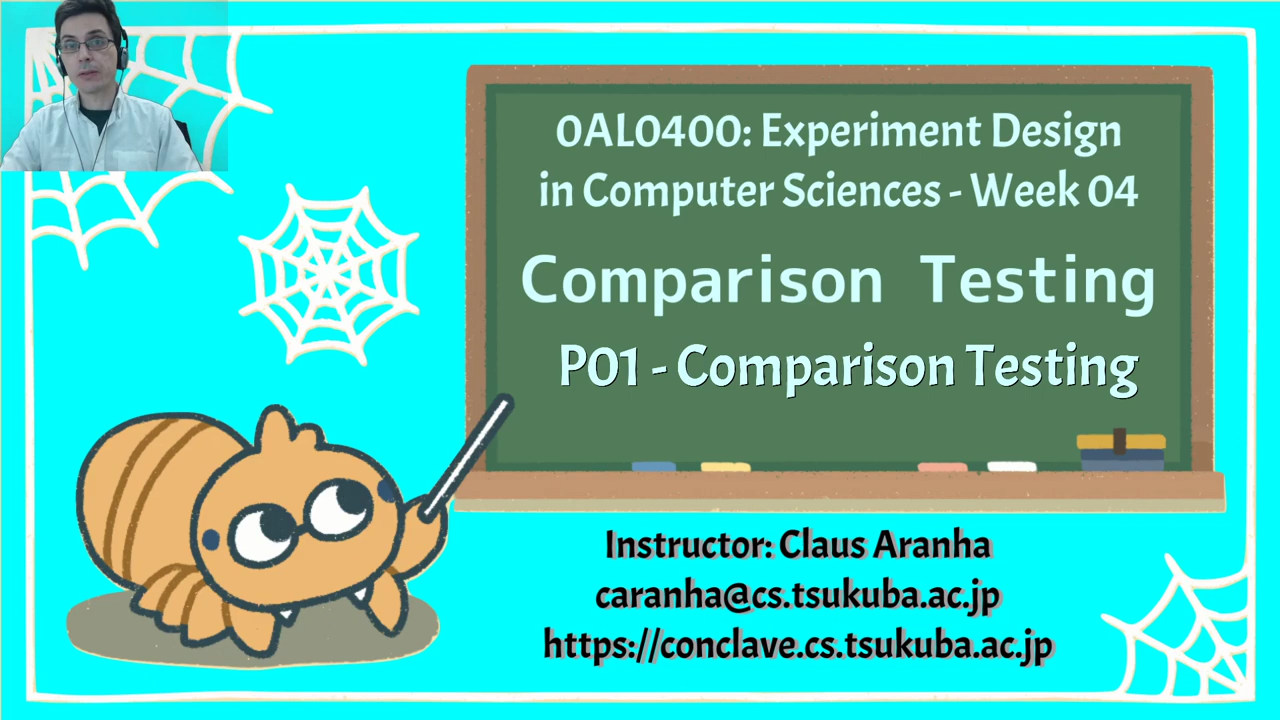 0AL0400: Experiment Design
in Computer Sciences - Week 04
Comparison Testing
P01 - Comparison Testing
Instructor: Claus Aranha
caranha@cs.tsukuba.ac.jp
https://conclave.cs.tsukuba.ac.jp